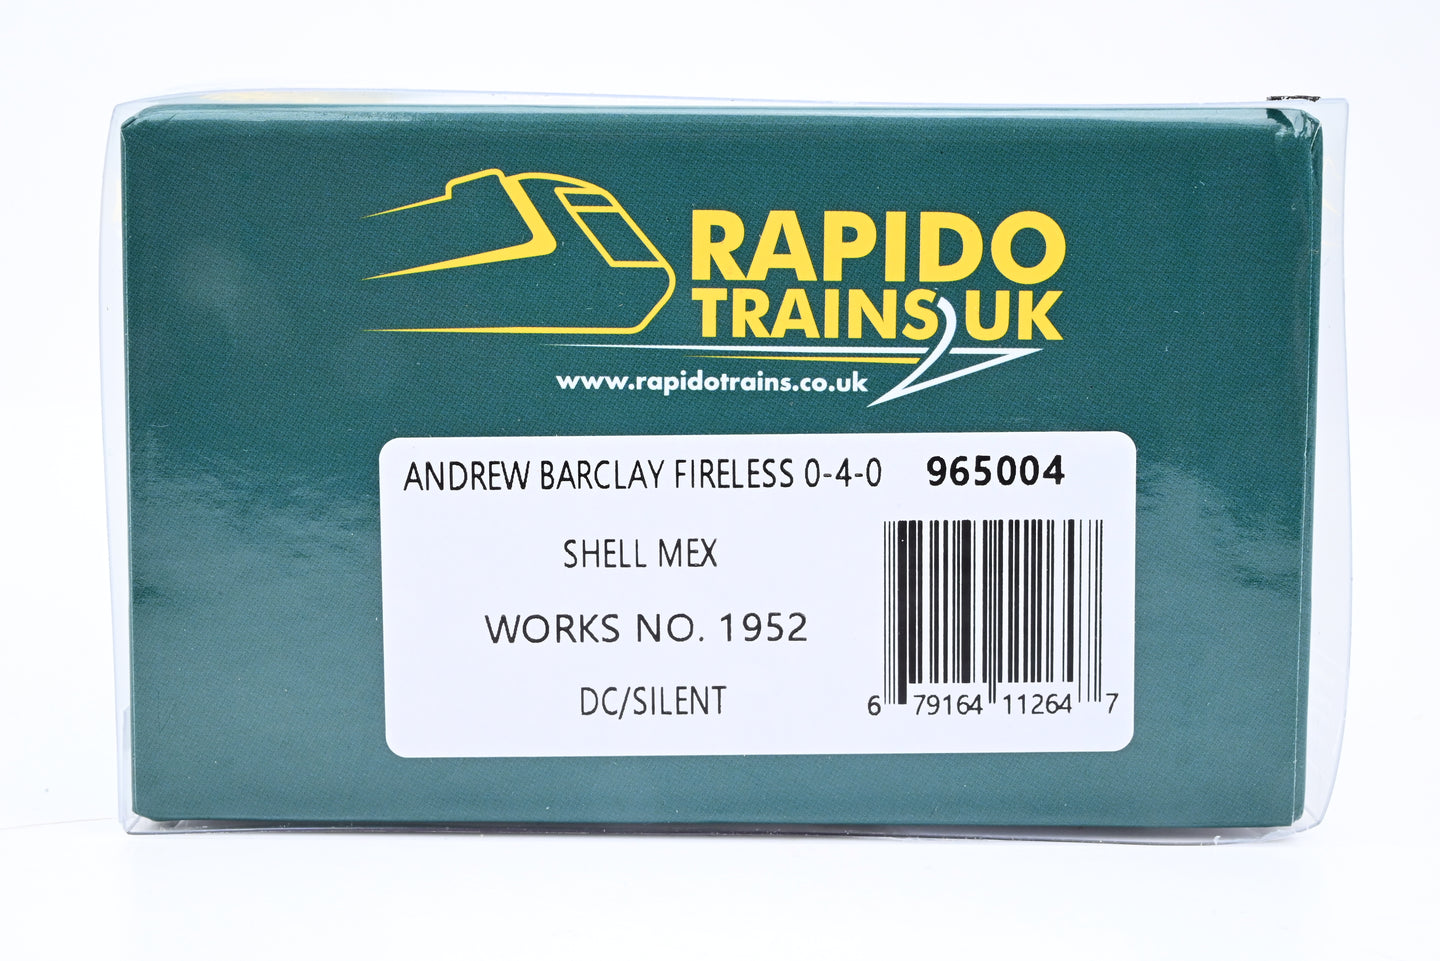 RAPIDO
TRAINS UK
www.rapidotrains.co.uk
ANDREW BARCLAY FIRELESS 0-4-0 965004
SHELL MEX
WORKS NO. 1952
DC/SILENT
6 79164 11264 7